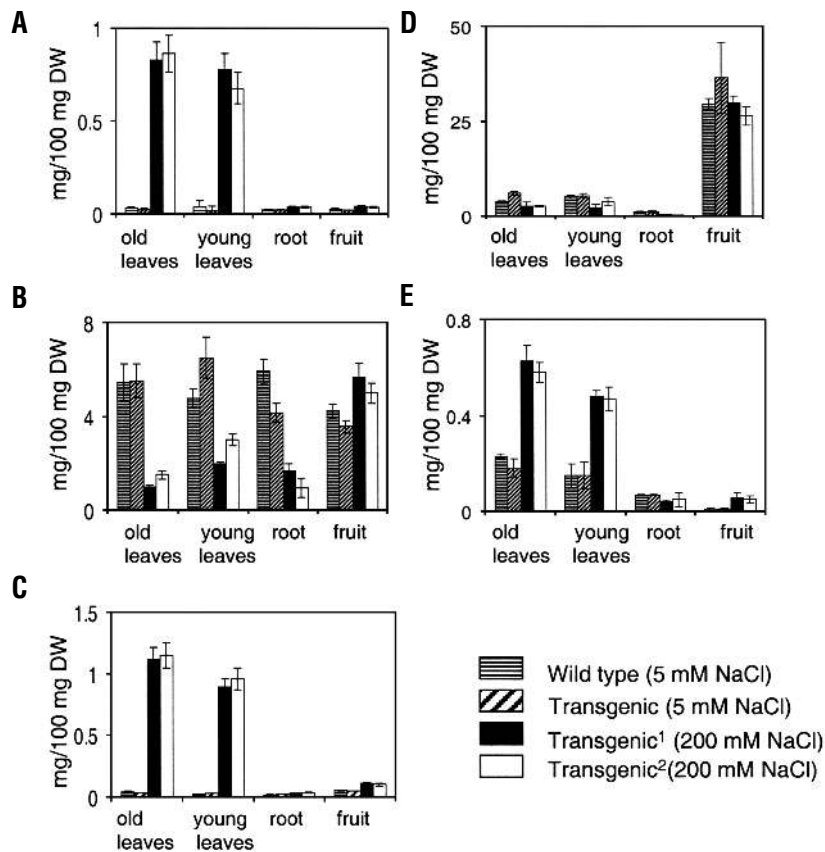 A
mg/100 mg DW
1
0.5
0
old leaves
young leaves
root
fruit
D
mg/100 mg DW
50
25
0
old leaves
young leaves
root
fruit
B
mg/100 mg DW
8
4
0
old leaves
young leaves
root
fruit
E
mg/100 mg DW
0.8
0.4
0
old leaves
young leaves
root
fruit
C
mg/100 mg DW
1.5
1
0.5
0
old leaves
young leaves
root
fruit
Wild type (5 mM NaCl)
Transgenic (5 mM NaCl)
Transgenic¹ (200 mM NaCl)
Transgenic²(200 mM NaCl)